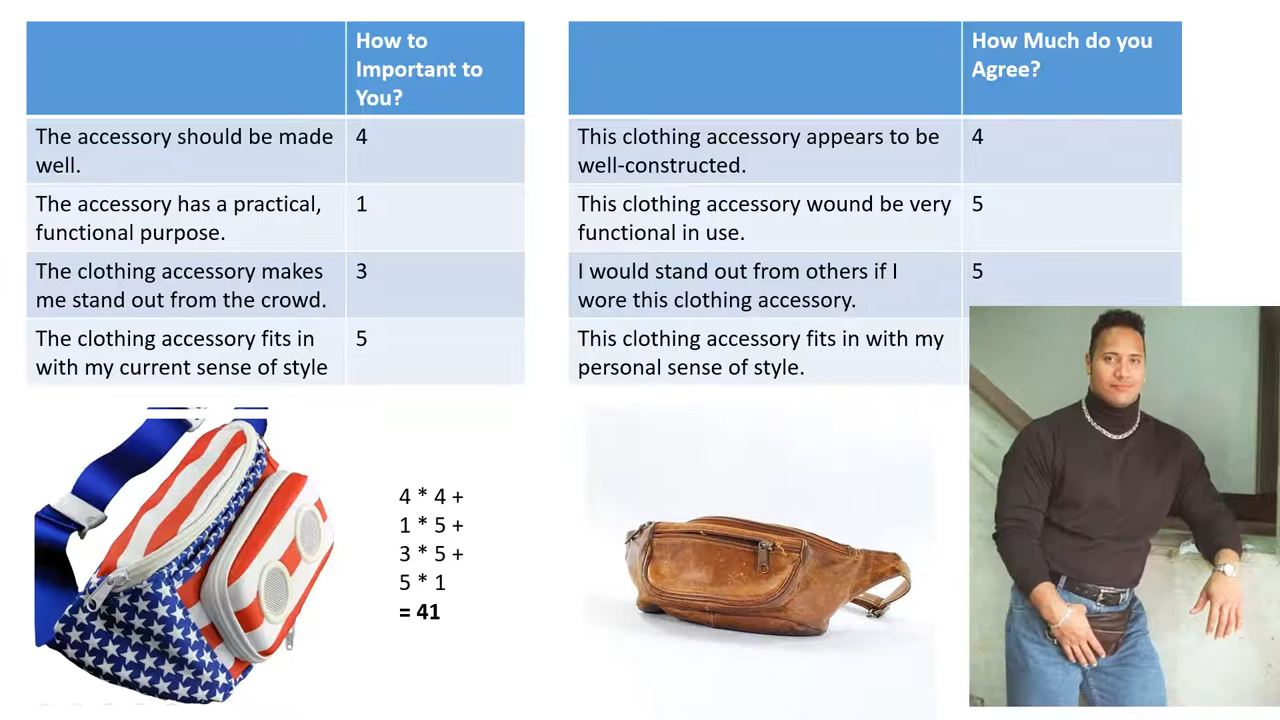 How to
Important to
You?
The accessory should be made
well.
4
The accessory has a practical,
functional purpose.
1
The clothing accessory makes
me stand out from the crowd.
3
The clothing accessory fits in
with my current sense of style
5
How Much do you
Agree?
This clothing accessory appears to be
well-constructed.
4
This clothing accessory wound be very
functional in use.
5
I would stand out from others if I
wore this clothing accessory.
5
This clothing accessory fits in with my
personal sense of style.
4 * 4 +
1 * 5 +
3 * 5 +
5 * 1
= 41